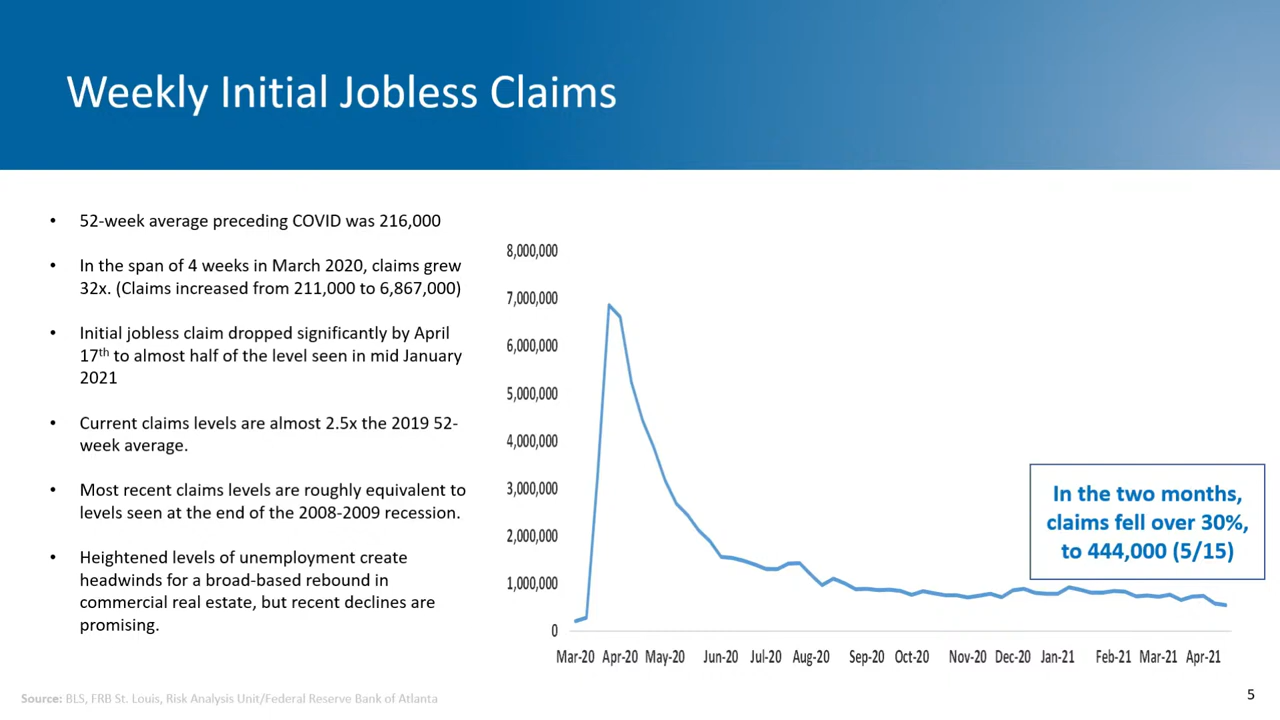 Weekly Initial Jobless Claims
• 52-week average preceding COVID was 216,000
• In the span of 4 weeks in March 2020, claims grew
32x. (Claims increased from 211,000 to 6,867,000)
• Initial jobless claim dropped significantly by April
17th to almost half of the level seen in mid January
2021
• Current claims levels are almost 2.5x the 2019 52-
week average.
• Most recent claims levels are roughly equivalent to
levels seen at the end of the 2008-2009 recession.
• Heightened levels of unemployment create
headwinds for a broad-based rebound in
commercial real estate, but recent declines are
promising.
8,000,000
7,000,000
6,000,000
5,000,000
4,000,000
3,000,000
2,000,000
1,000,000
0
Mar-20 Apr-20 May-20 Jun-20 Jul-20 Aug-20 Sep-20 Oct-20 Nov-20 Dec-20 Jan-21 Feb-21 Mar-21 Apr-21
In the two months,
claims fell over 30%,
to 444,000 (5/15)
Source: BLS, FRB St. Louis, Risk Analysis Unit/Federal Reserve Bank of Atlanta
5